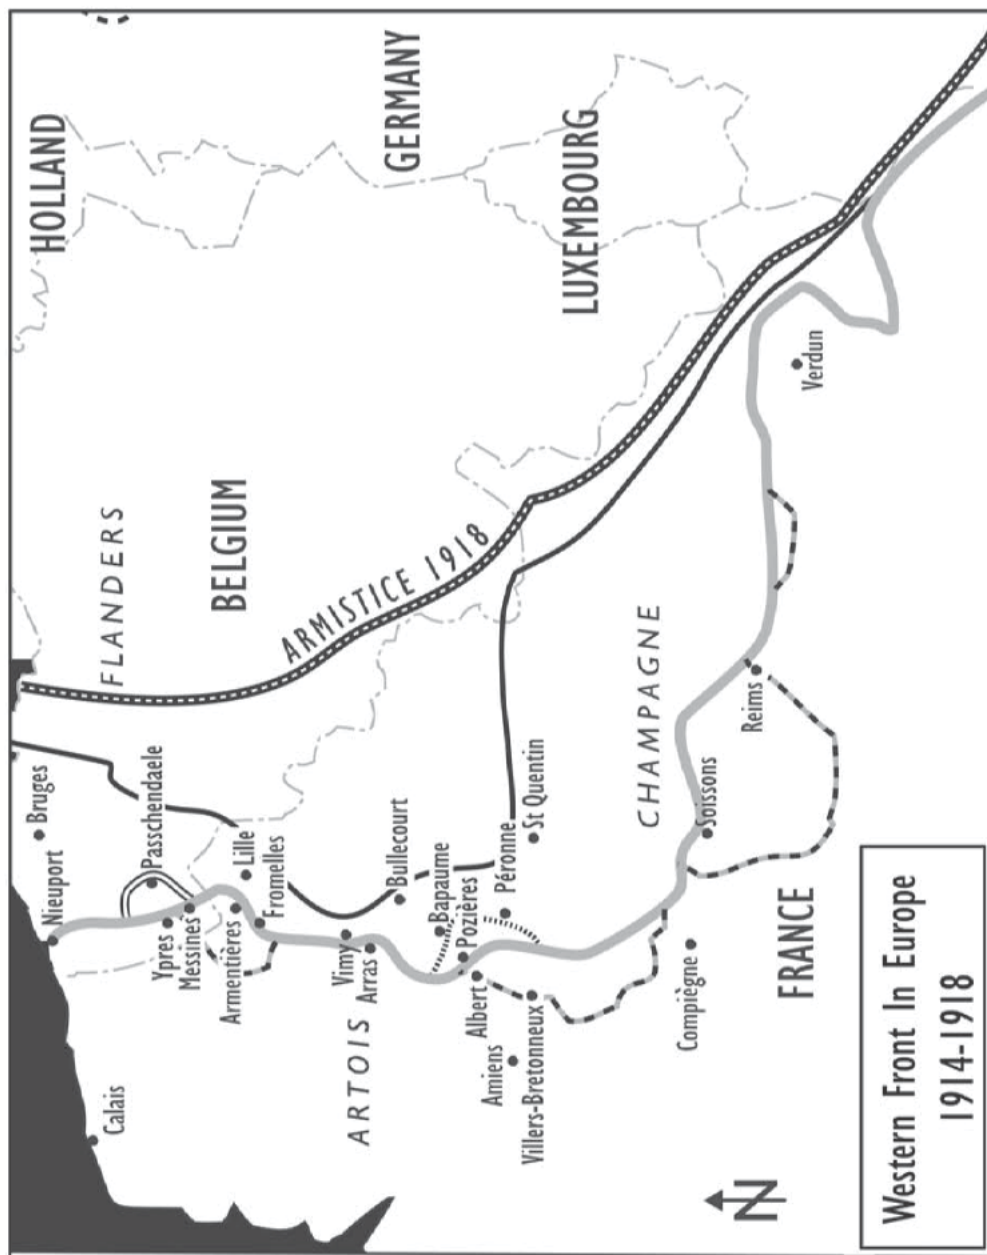 HOLLAND
GERMANY
LUXEMBOURG
BELGIUM
FLANDERS
ARMISTICE 1918
Bruges
Nieuport
Calais
Passchendaele
Ypres
Messines
Lille
Armentières
Fromelles
Vimy
Arras
ARTOIS
Bullecourt
Bapaume
Pozières
Albert
Péronne
St Quentin
Amiens
Villers-Bretonneux
CHAMPAGNE
Soissons
Reims
Verdun
Compiègne
FRANCE
N
Western Front In Europe
1914-1918